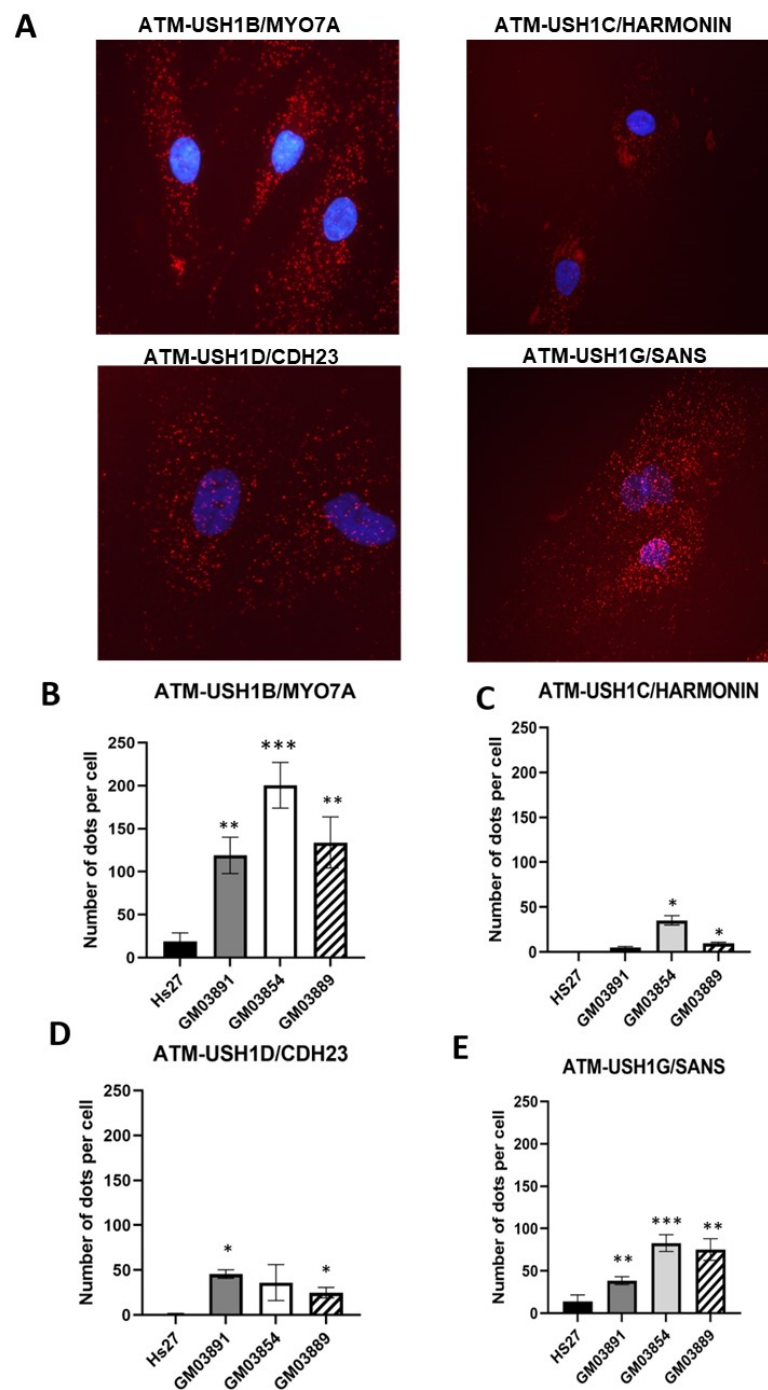 A
ATM-USH1B/MYO7A
ATM-USH1C/HARMONIN
ATM-USH1D/CDH23
ATM-USH1G/SANS
B
ATM-USH1B/MYO7A
Number of dots per cell
250
200
150
100
50
0
**
***
**
Hs27
GM03891
GM03854
GM03889
C
ATM-USH1C/HARMONIN
Number of dots per cell
250
200
150
100
50
0
*
*
HS27
GM03891
GM03854
GM03889
D
ATM-USH1D/CDH23
Number of dots per cell
250
200
150
100
50
0
*
*
Hs27
GM03891
GM03854
GM03889
E
ATM-USH1G/SANS
Number of dots per cell
250
200
150
100
50
0
**
***
**
HS27
GM03891
GM03854
GM03889